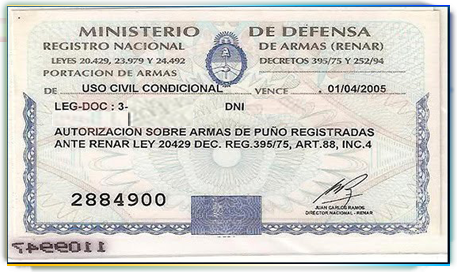 MINISTERIO DE DEFENSA
REGISTRO NACIONAL DE ARMAS (RENAR)
LEYES 20.429, 23.979 Y 24.492 DECRETOS 395/75 Y 252/94
PORTACION DE ARMAS
DE USO CIVIL CONDICIONAL VENCE . 01/04/2005
LEG-DOC : 3- DNI
AUTORIZACIÓN SOBRE ARMAS DE PUÑO REGISTRADAS
ANTE RENAR LEY 20429 DEC. REG.395/75, ART.88, INC.4
2884900
JUAN CARLOS RAMOS
DIRECTOR NACIONAL - RENAR